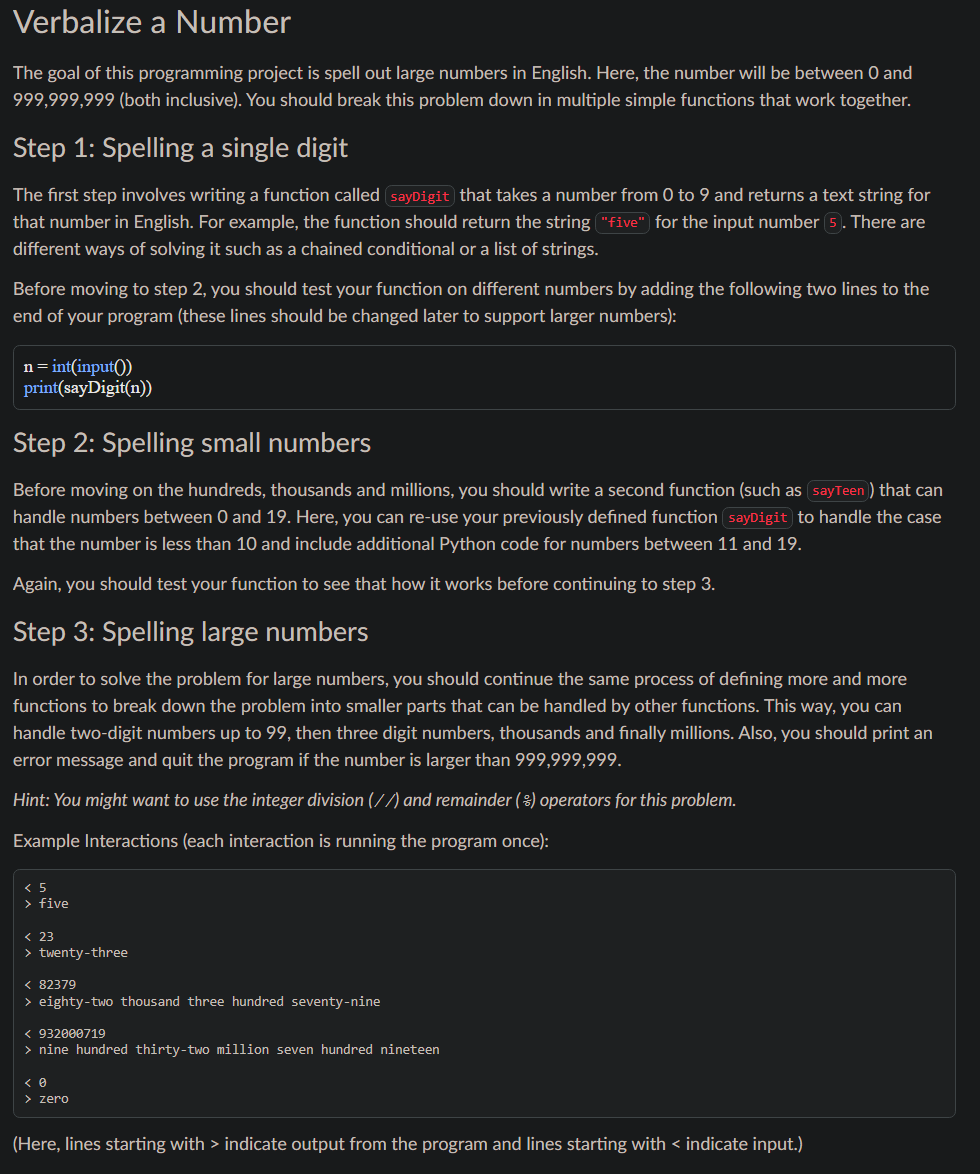 Verbalize a Number
The goal of this programming project is spell out large numbers in English. Here, the number will be between 0 and
999,999,999 (both inclusive). You should break this problem down in multiple simple functions that work together.
Step 1: Spelling a single digit
The first step involves writing a function called sayDigit that takes a number from 0 to 9 and returns a text string for
that number in English. For example, the function should return the string "five" for the input number 5. There are
different ways of solving it such as a chained conditional or a list of strings.
Before moving to step 2, you should test your function on different numbers by adding the following two lines to the
end of your program (these lines should be changed later to support larger numbers):
n = int(input())
print(sayDigit(n))
Step 2: Spelling small numbers
Before moving on the hundreds, thousands and millions, you should write a second function (such as sayTeen) that can
handle numbers between 0 and 19. Here, you can re-use your previously defined function sayDigit to handle the case
that the number is less than 10 and include additional Python code for numbers between 11 and 19.
Again, you should test your function to see that how it works before continuing to step 3.
Step 3: Spelling large numbers
In order to solve the problem for large numbers, you should continue the same process of defining more and more
functions to break down the problem into smaller parts that can be handled by other functions. This way, you can
handle two-digit numbers up to 99, then three digit numbers, thousands and finally millions. Also, you should print an
error message and quit the program if the number is larger than 999,999,999.
Hint: You might want to use the integer division (//) and remainder (%) operators for this problem.
Example Interactions (each interaction is running the program once):
< 5
> five
< 23
> twenty-three
< 82379
> eighty-two thousand three hundred seventy-nine
< 932000719
> nine hundred thirty-two million seven hundred nineteen
< 0
> zero
(Here, lines starting with > indicate output from the program and lines starting with < indicate input.)